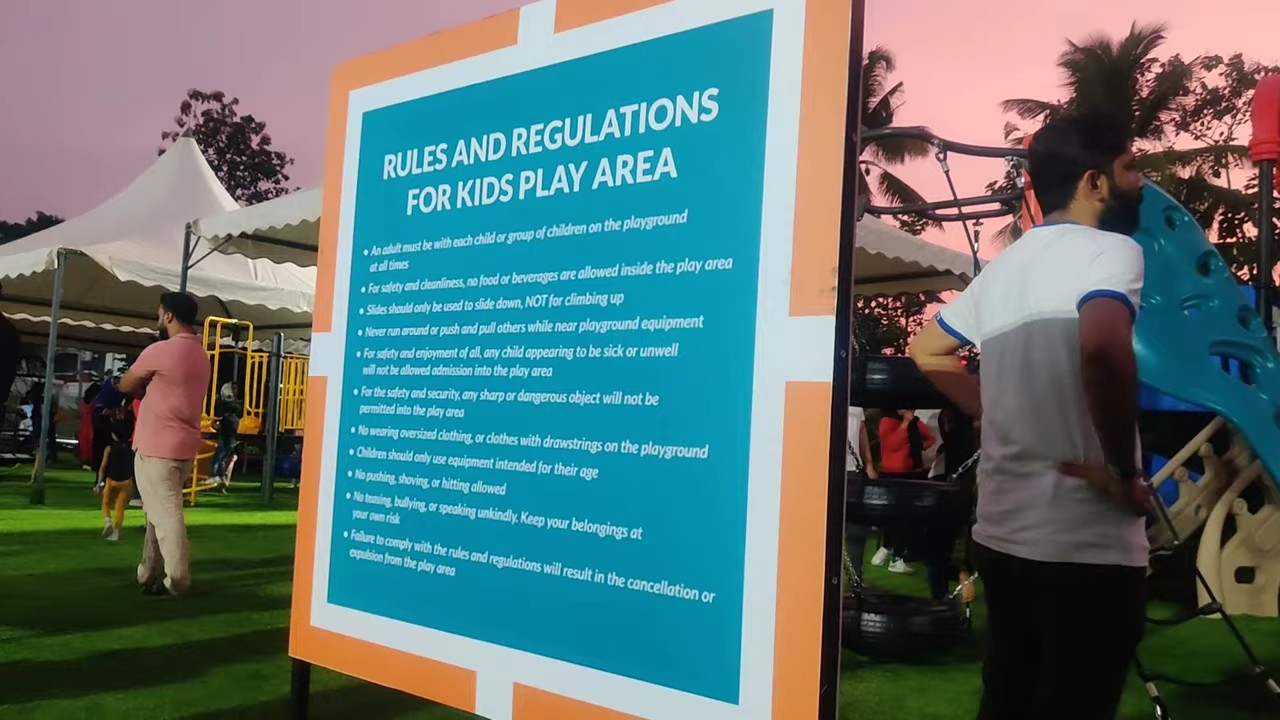 RULES AND REGULATIONS
FOR KIDS PLAY AREA
• An adult must be with each child or group of children on the playground
at all times
• For safety and cleanliness, no food or beverages are allowed inside the play area
• Slides should only be used to slide down, NOT for climbing up
• Never run around or push and pull others while near playground equipment
• For safety and enjoyment of all, any child appearing to be sick or unwell
will not be allowed admission into the play area
• For the safety and security, any sharp or dangerous object will not be
permitted into the play area
• No wearing oversized clothing, or clothes with drawstrings on the playground
• Children should only use equipment intended for their age
• No pushing, shoving, or hitting allowed
• No teasing, bullying, or speaking unkindly. Keep your belongings at
your own risk
• Failure to comply with the rules and regulations will result in the cancellation or
expulsion from the play area